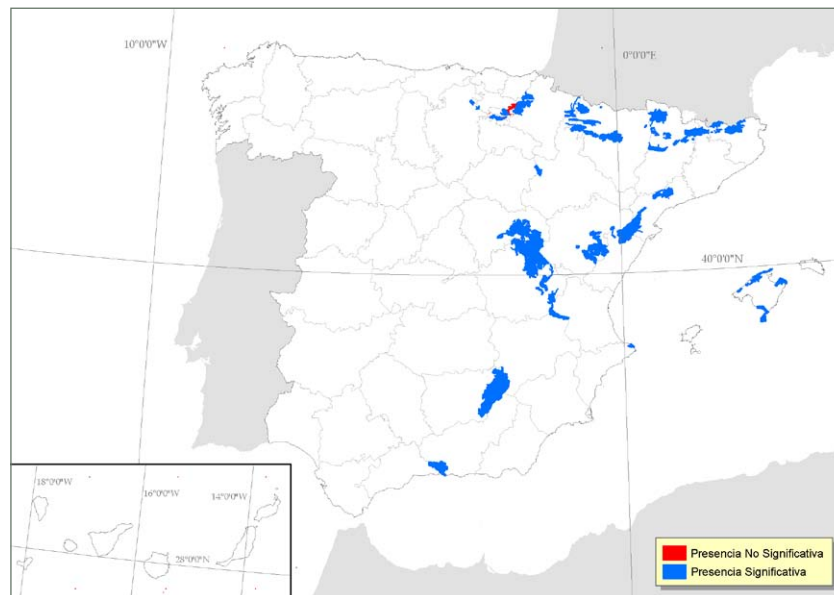 10°0'0"W
0°0'0"E
40°0'0"N
18°0'0"W
16°0'0"W
14°0'0"W
28°0'0"N
Presencia No Significativa
Presencia Significativa